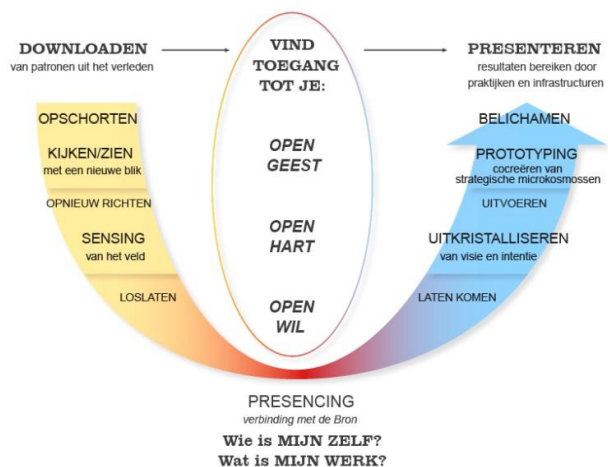 DOWNLOADEN
van patronen uit het verleden
VIND
TOEGANG
TOT JE:
PRESENTEREN
resultaten bereiken door
praktijken en infrastructuren
OPSCHORTEN
KIJKEN/ZIEN
met een nieuwe blik
OPNIEUW RICHTEN
SENSING
van het veld
LOSLATEN
OPEN
GEEST
OPEN
HART
OPEN
WIL
BELICHAMEN
PROTOTYPING
cocreëren van
strategische microkosmossen
UITVOEREN
UITKRISTALLISEREN
van visie en intentie
LATEN KOMEN
PRESENCING
verbinding met de Bron
Wie is MIJN ZELF?
Wat is MIJN WERK?